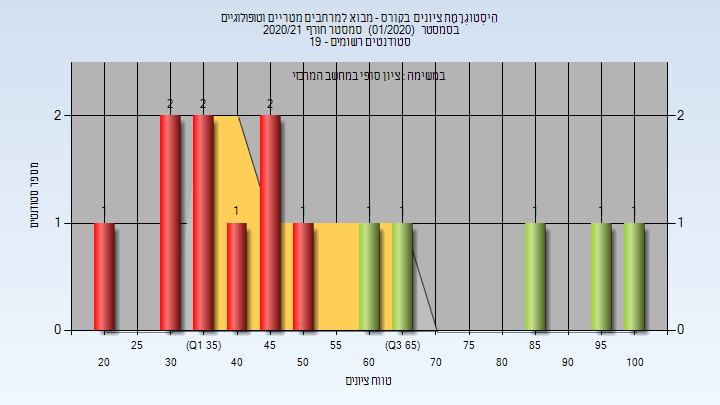 הִיסְטוֹגְרַמַּת ציונים בקורס - מבוא למרחבים מטריים וטופולוגיים
בסמסטר (01/2020) סמסטר חורף 2020/21
סטודנטים רשומים - 19
במשימה : ציון סופי במחשב המרכזי
2 2 2
2 2
1 1 1 1 1 1 1 1
1 1
מספר סטודנטים
0 0
25 (Q1 35) 45 55 (Q3 65) 75 85 95
20 30 40 50 60 70 80 90 100
טווח ציונים